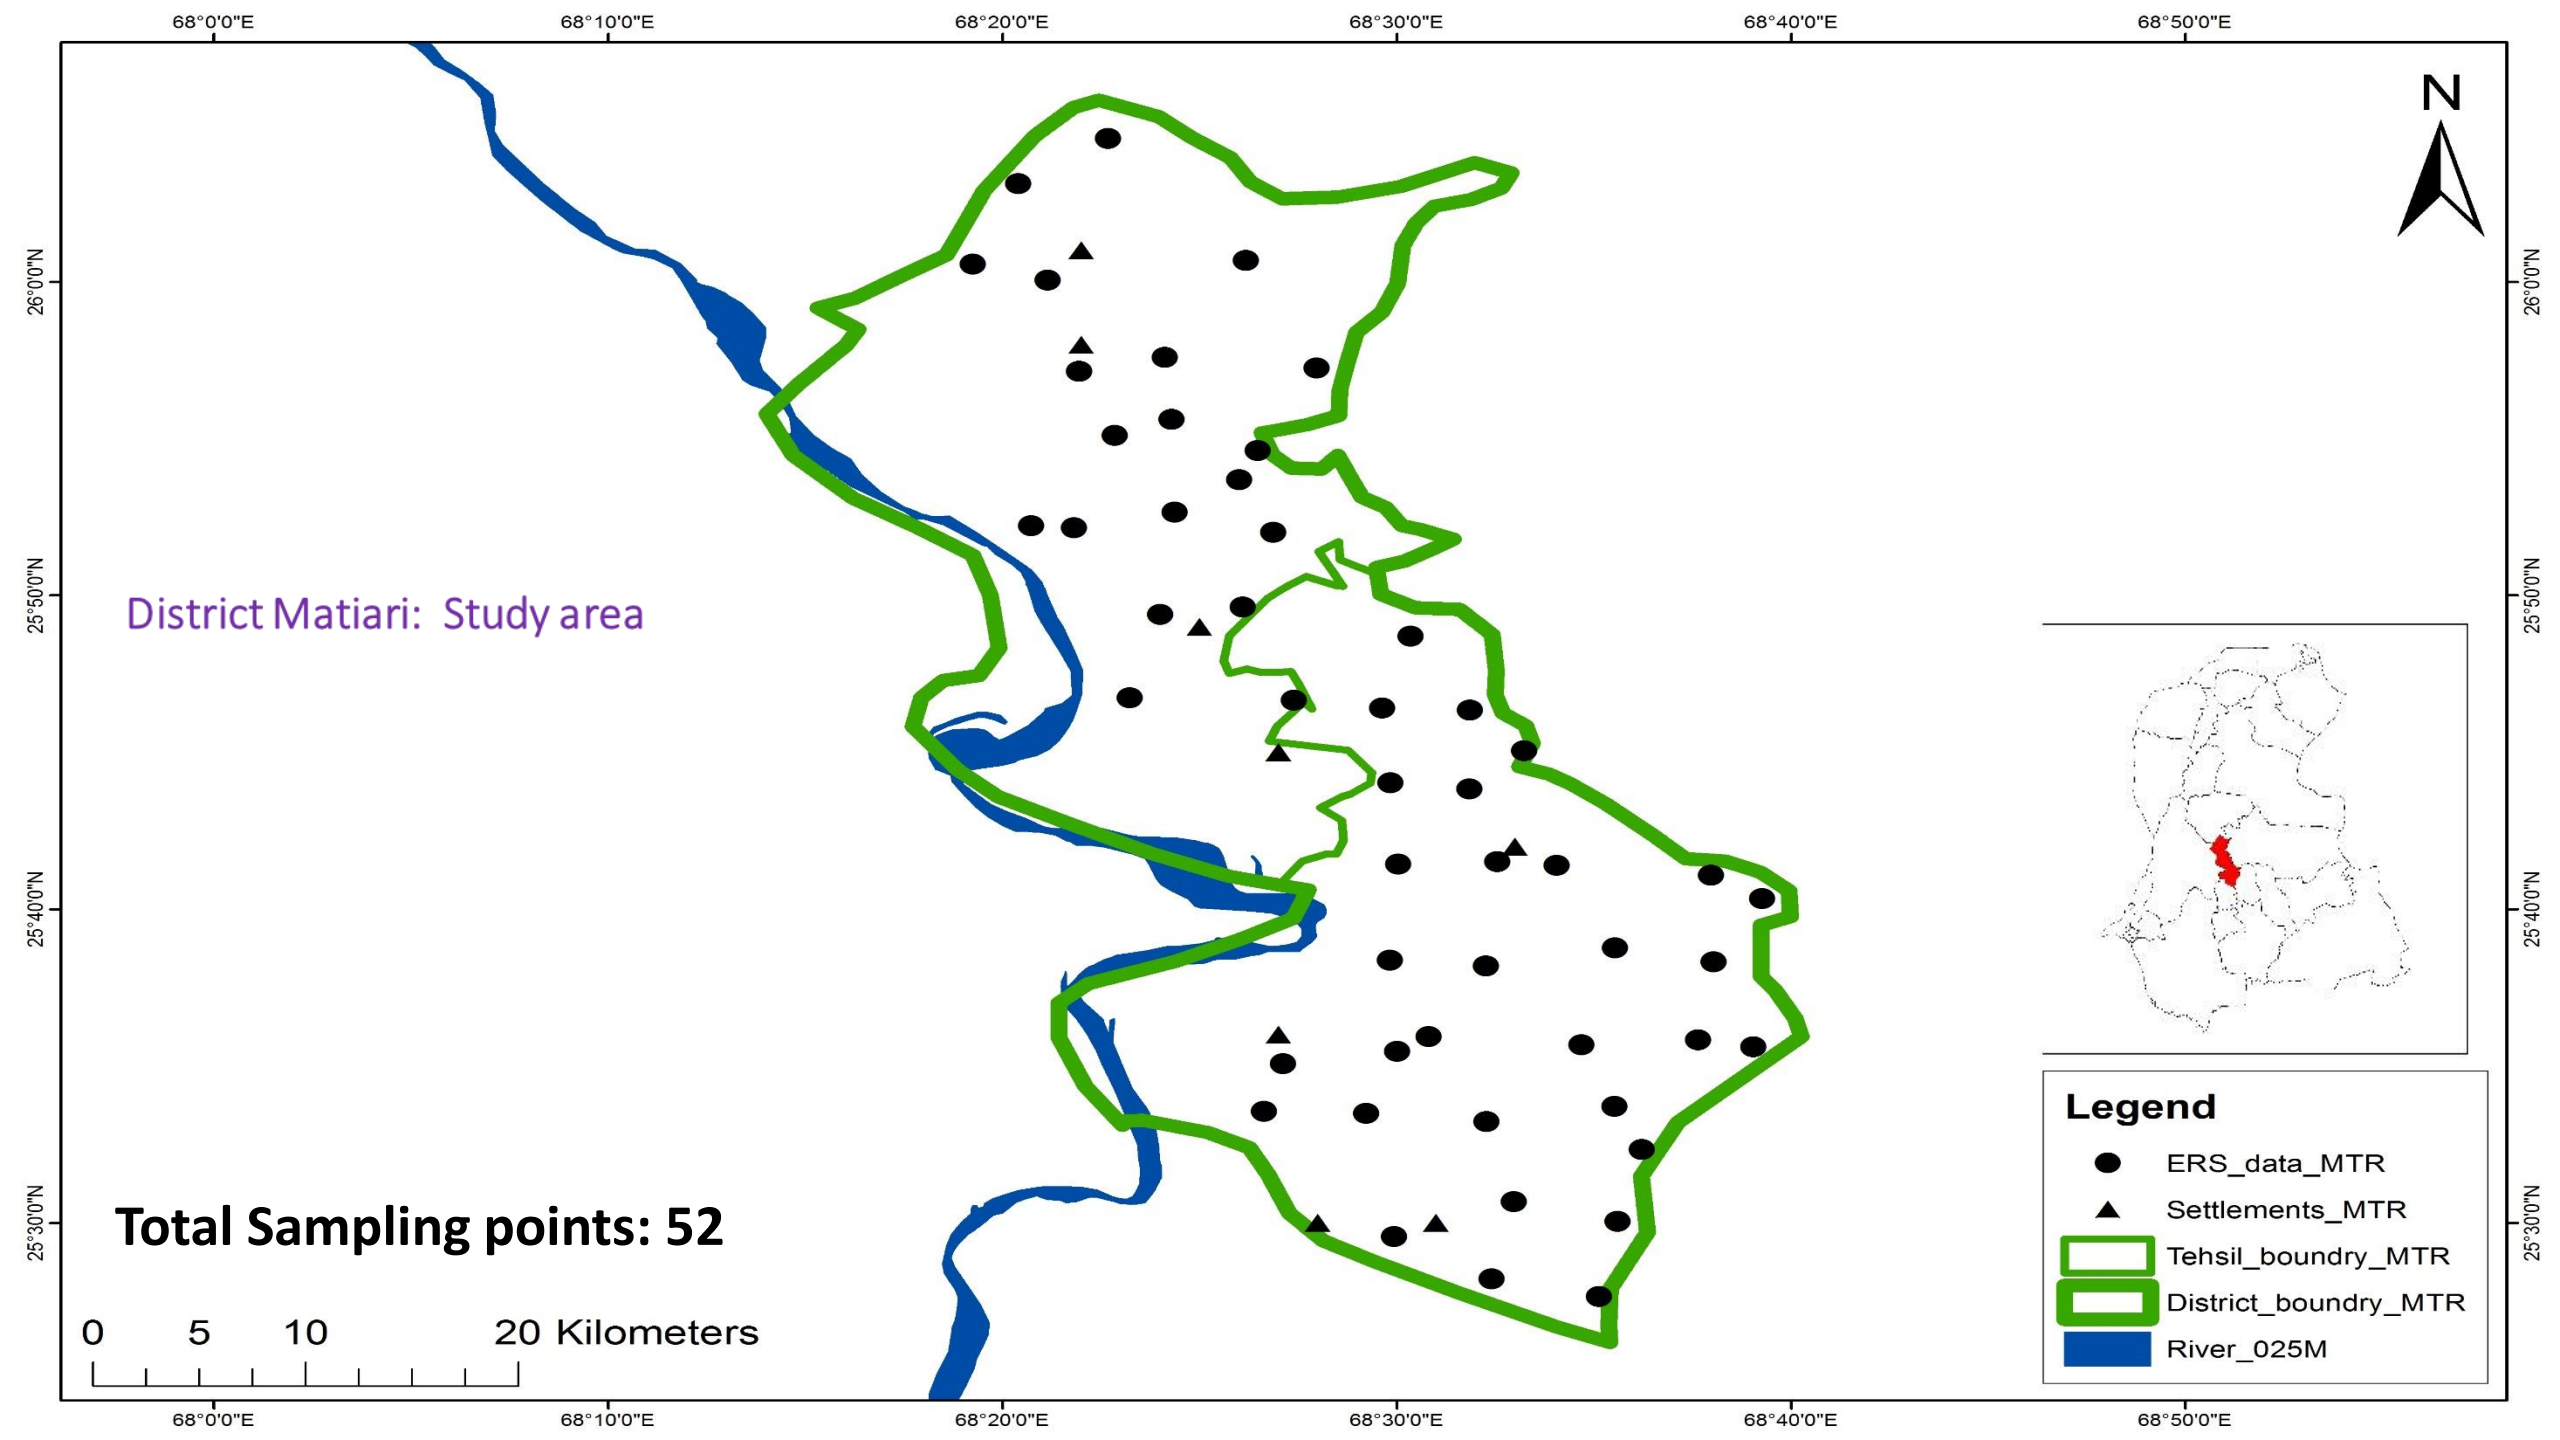 68°0'0"E 68°10'0"E 68°20'0"E 68°30'0"E 68°40'0"E 68°50'0"E
N
26°0'0"N
26°0'0"N
25°50'0"N
25°50'0"N
District Matiari: Study area
25°40'0"N
25°40'0"N
Legend
ERS_data_MTR
Settlements_MTR
Tehsil_boundry_MTR
District_boundry_MTR
River_025M
25°30'0"N
25°30'0"N
Total Sampling points: 52
0 5 10 20 Kilometers
68°0'0"E 68°10'0"E 68°20'0"E 68°30'0"E 68°40'0"E 68°50'0"E